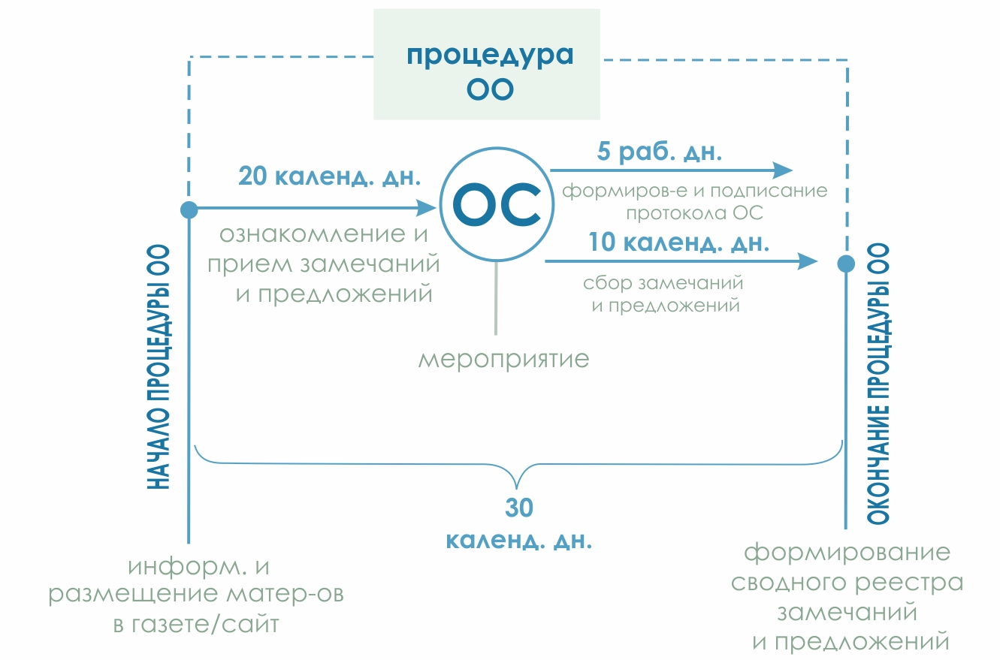 процедура
ОО
20 календ. дн.
ознакомление и
прием замечаний
и предложений
ОС
5 раб. дн.
формиров-е и подписание
протокола ОС
10 календ. дн.
сбор замечаний
и предложений
мероприятие
НАЧАЛО ПРОЦЕДУРЫ ОО
ОКОНЧАНИЕ ПРОЦЕДУРЫ ОО
30
календ. дн.
информ. и
размещение матер-ов
в газете/сайт
формирование
сводного реестра
замечаний
и предложений